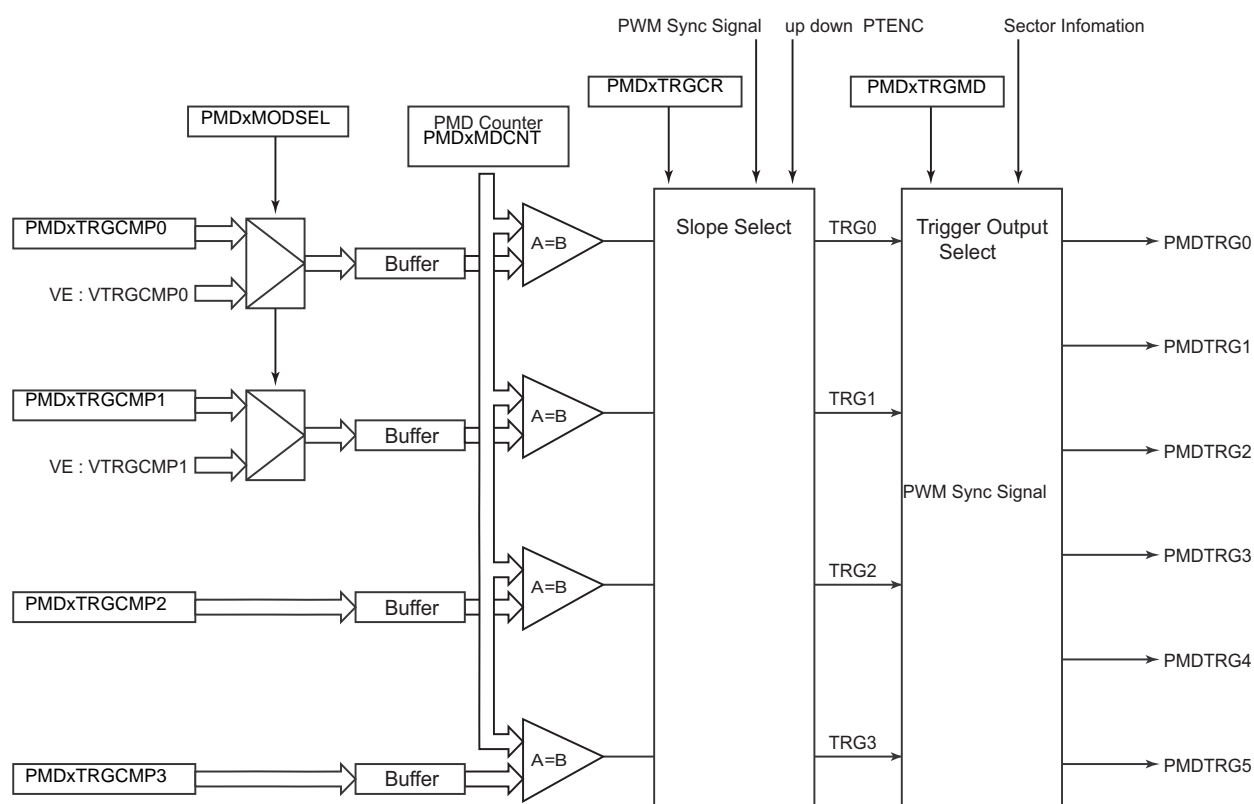 PWM Sync Signal
up down PTENC
Sector Infomation
PMDxTRGCR
PMDxTRGMD
PMDxMODSEL
PMD Counter
PMDxMDCNT
PMDxTRGCMP0
VE : VTRGCMP0
Buffer
A=B
Slope Select
TRG0
Trigger Output
Select
PMDTRG0
PMDTRG1
PMDxTRGCMP1
VE : VTRGCMP1
Buffer
A=B
TRG1
PMDTRG2
PWM Sync Signal
PMDTRG3
PMDxTRGCMP2
Buffer
A=B
TRG2
PMDTRG4
PMDxTRGCMP3
Buffer
A=B
TRG3
PMDTRG5